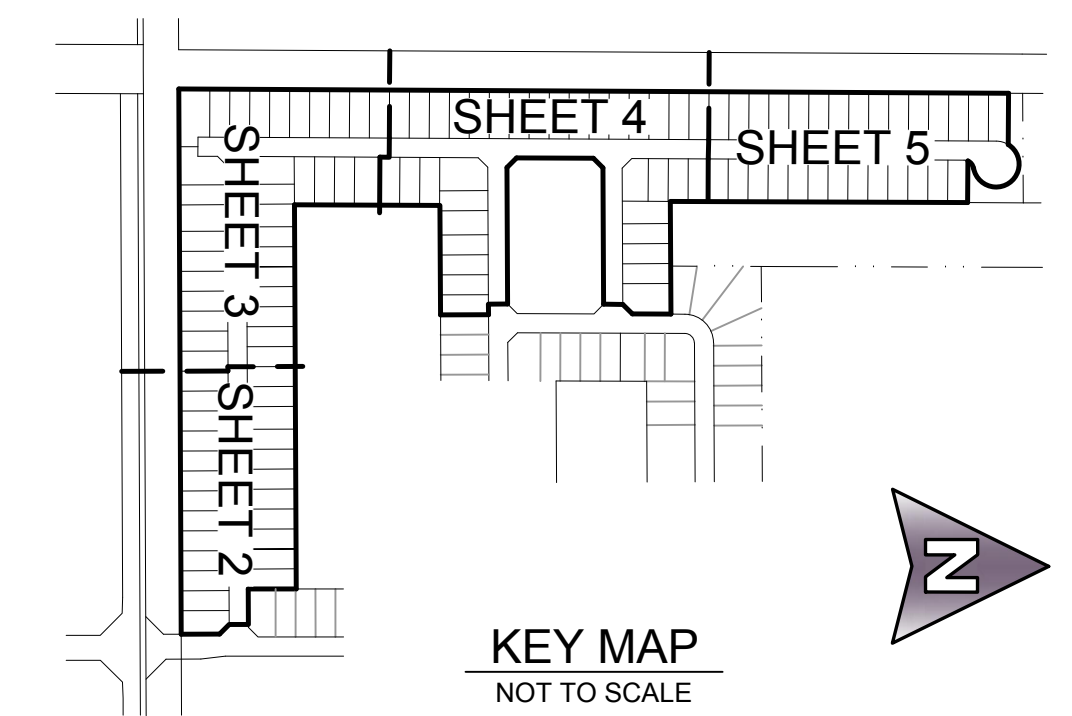 SHEET 4
SHEET 5
SHEET 3
SHEET 2
N
KEY MAP
NOT TO SCALE